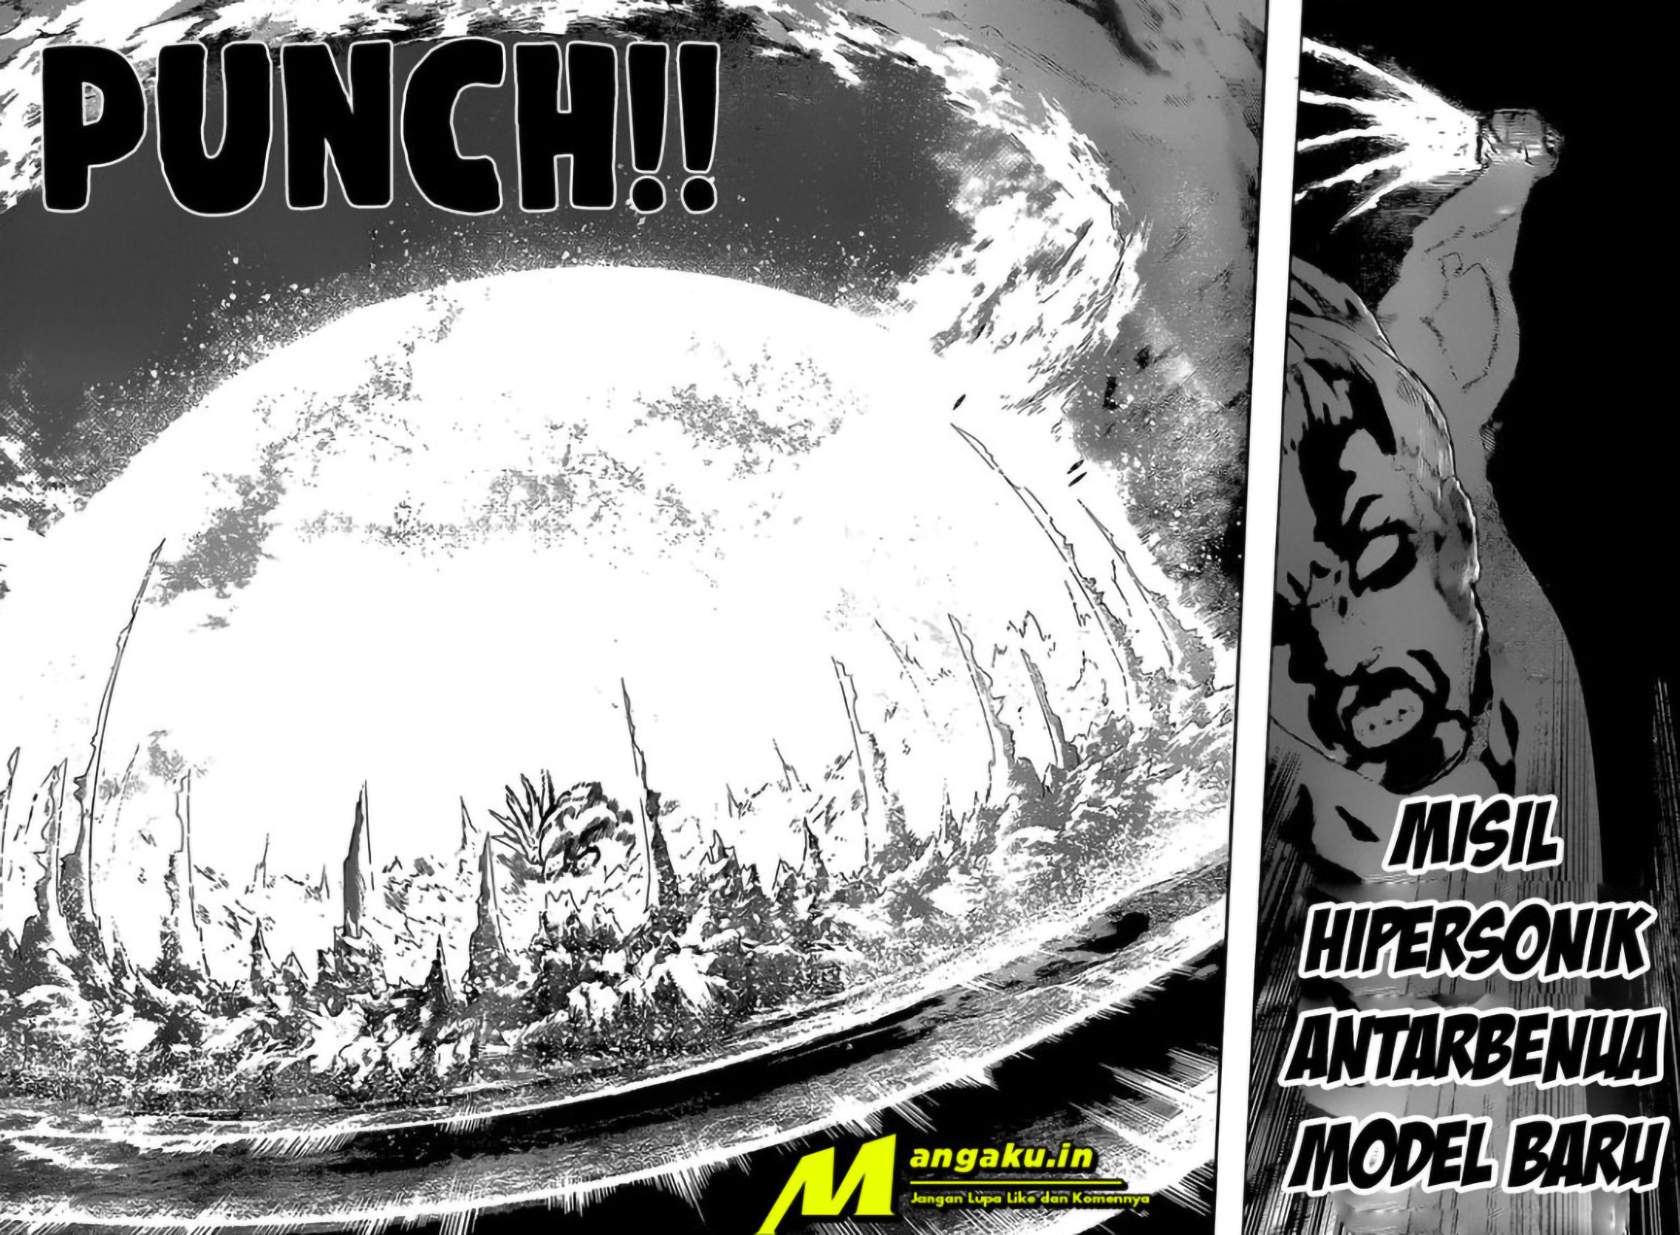 MISIL
HIPERSONIK
ANTARBENUA
MODEL BARU
PUNCH!!
Mangaku.in
Jangan Lupa Like dan Komennya